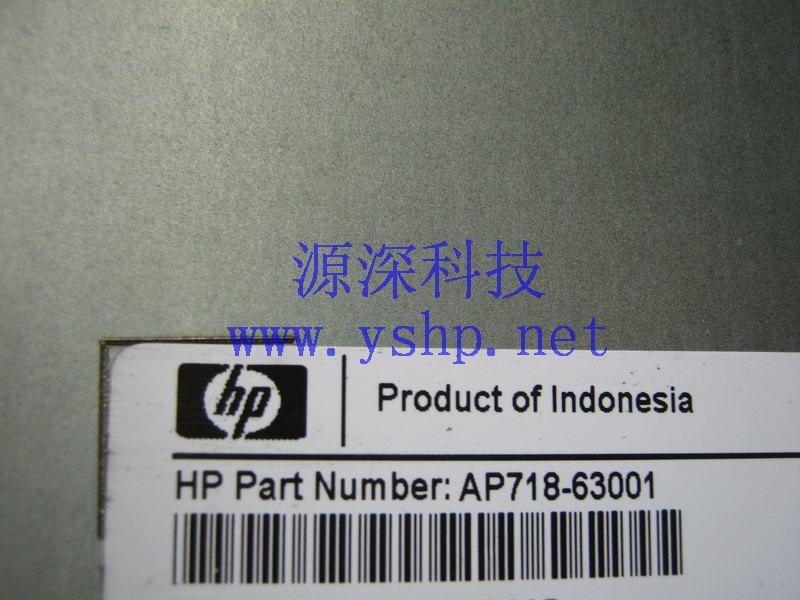 源深科技
www.yshp.net
hp
Product of Indonesia
HP Part Number: AP718-63001